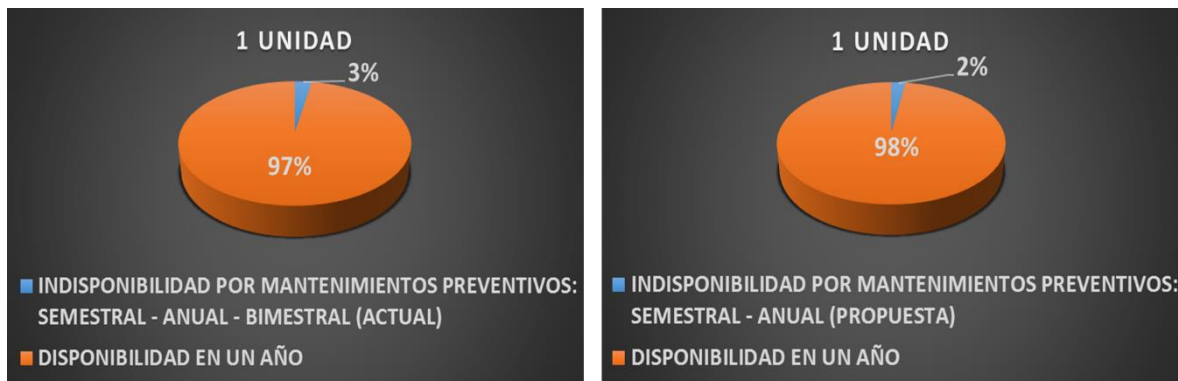 1 UNIDAD
3%
97%
INDISPONIBILIDAD POR MANTENIMIENTOS PREVENTIVOS:
SEMESTRAL - ANUAL - BIMESTRAL (ACTUAL)
DISPONIBILIDAD EN UN AÑO
1 UNIDAD
2%
98%
INDISPONIBILIDAD POR MANTENIMIENTOS PREVENTIVOS:
SEMESTRAL - ANUAL (PROPUESTA)
DISPONIBILIDAD EN UN AÑO